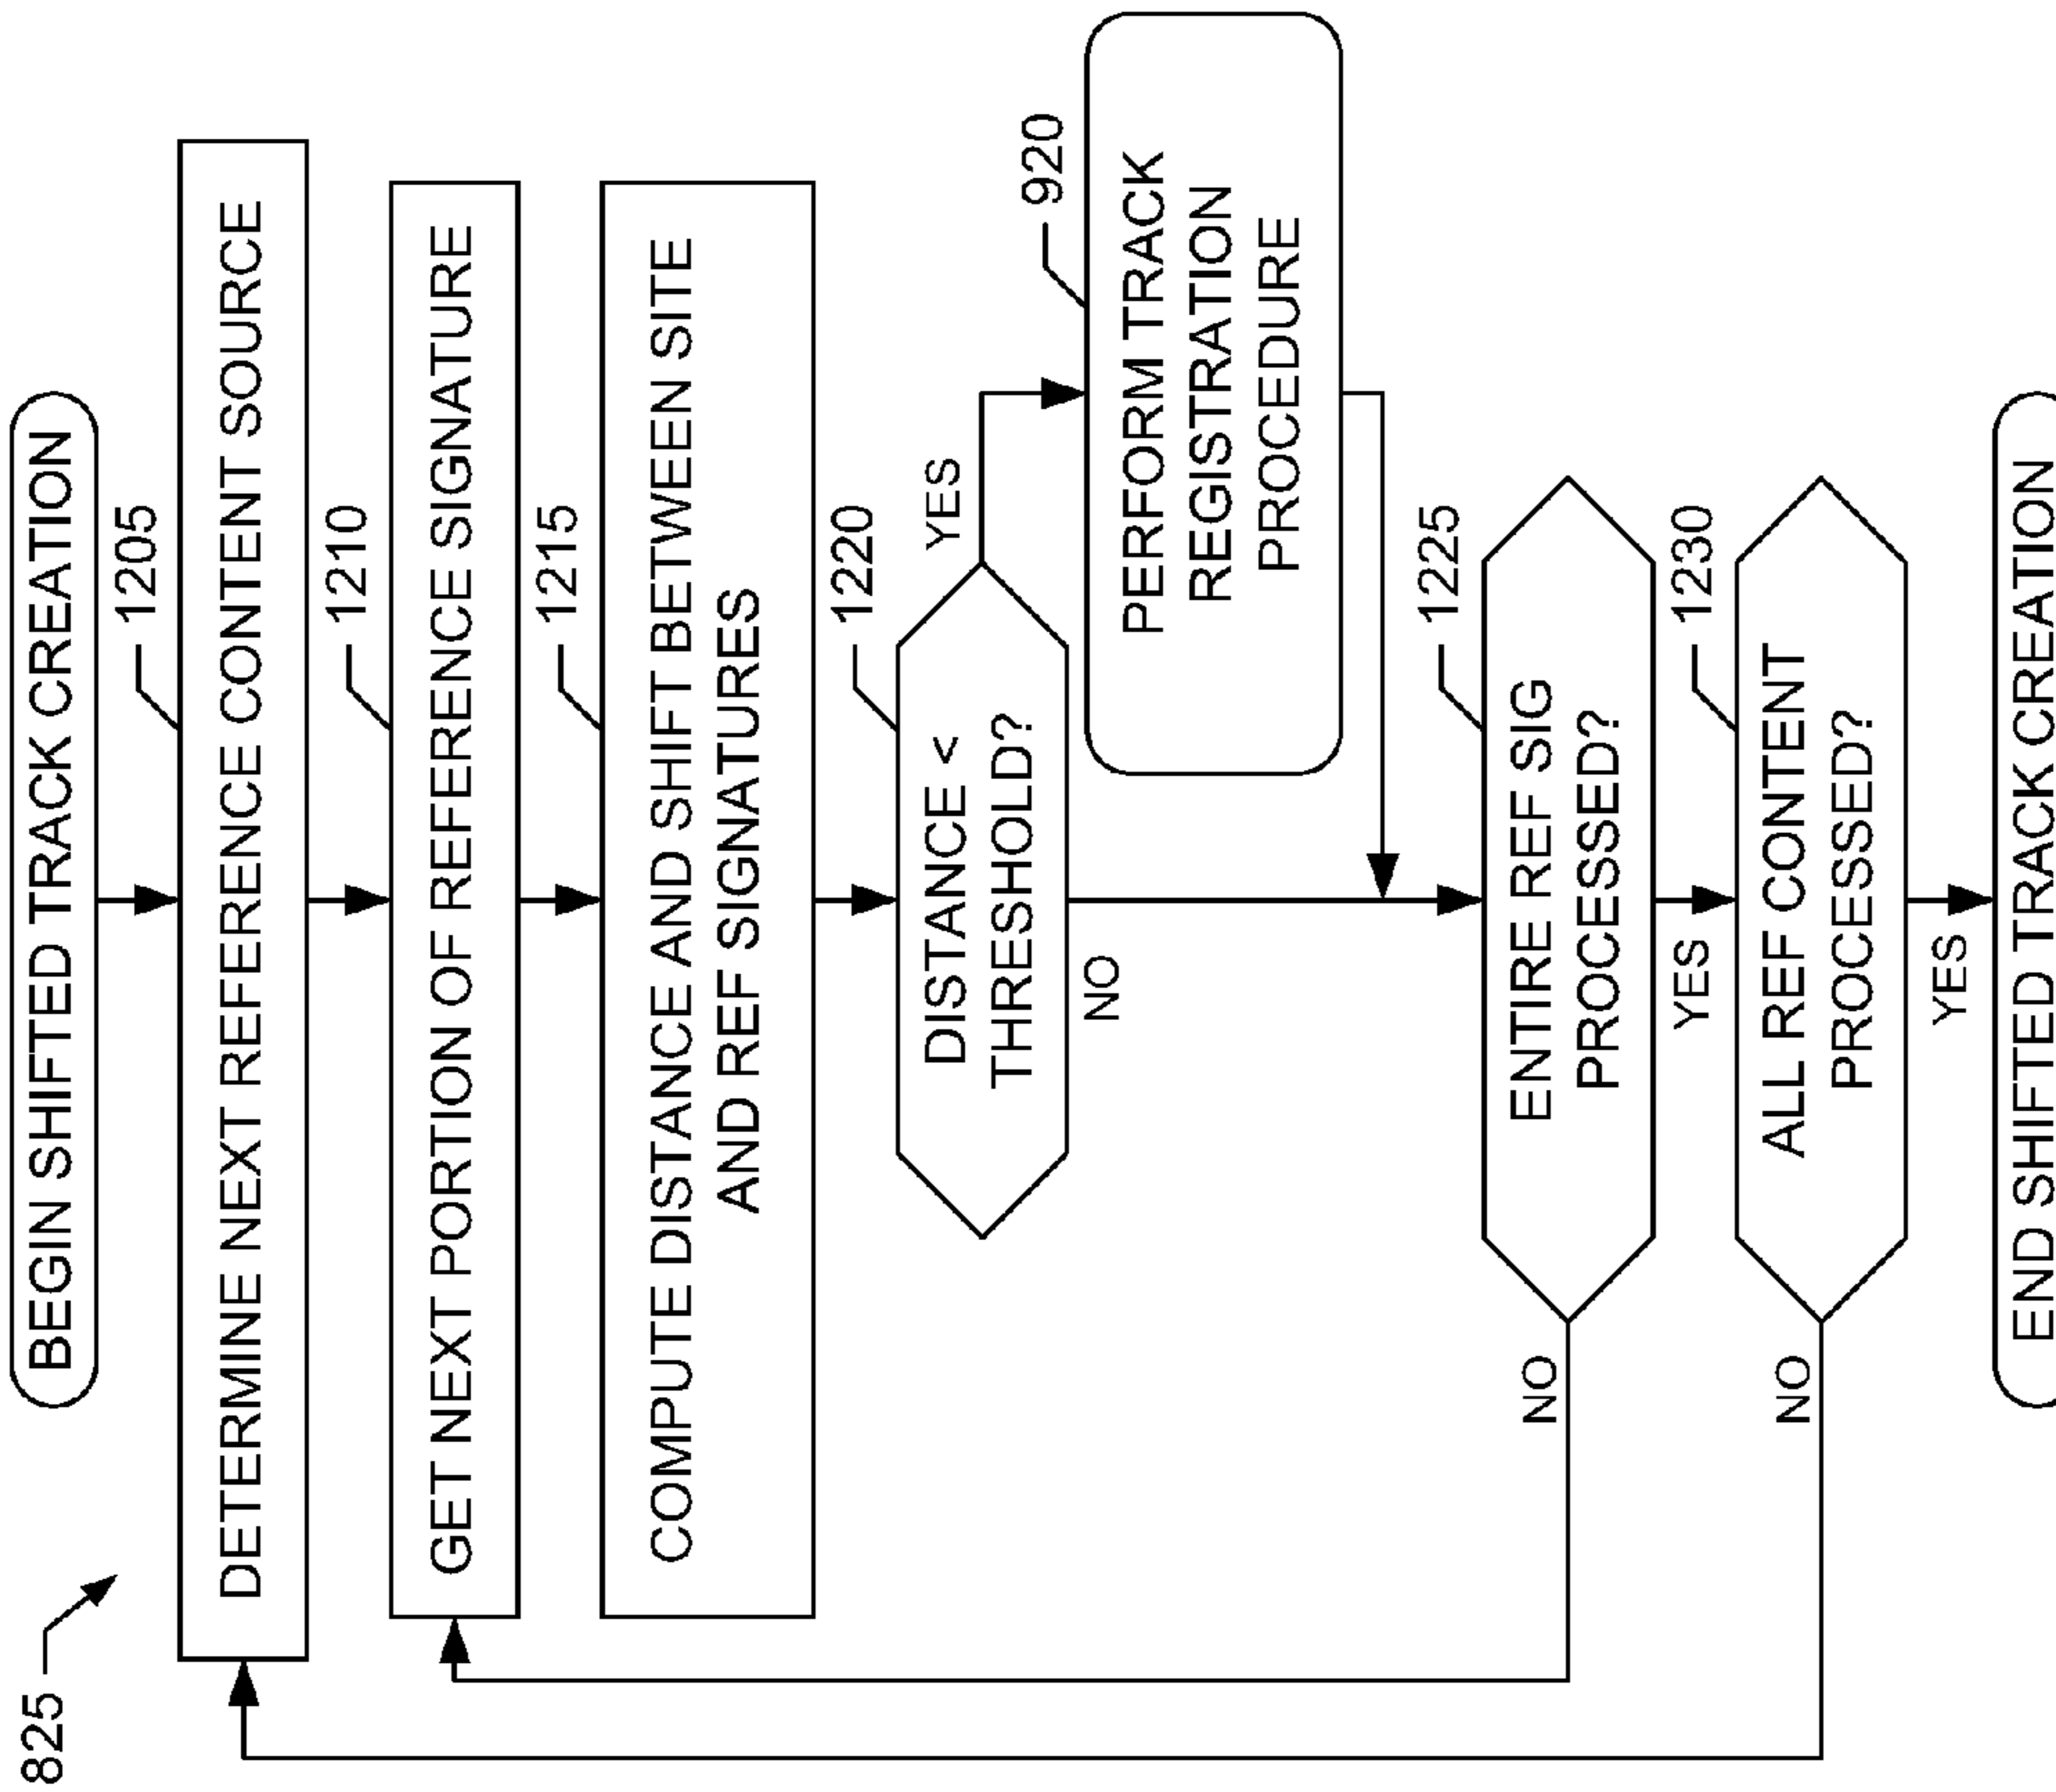 825
BEGIN SHIFTED TRACK CREATION
1205
DETERMINE NEXT REFERENCE CONTENT SOURCE
1210
GET NEXT PORTION OF REFERENCE SIGNATURE
1215
COMPUTE DISTANCE AND SHIFT BETWEEN SITE
AND REF SIGNATURES
1220
DISTANCE <
THRESHOLD?
YES
NO
920
PERFORM TRACK
REGISTRATION
PROCEDURE
1225
ENTIRE REF SIG
PROCESSED?
NO
YES
1230
ALL REF CONTENT
PROCESSED?
NO
YES
END SHIFTED TRACK CREATION